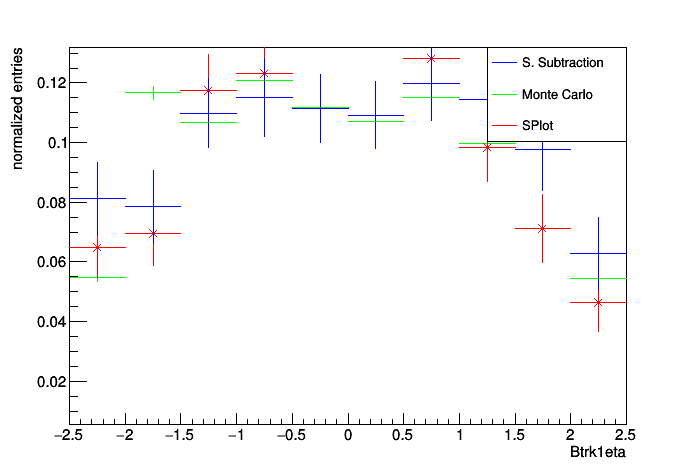 normalized entries
0.12
0.1
0.08
0.06
0.04
0.02
S. Subtraction
Monte Carlo
SPlot
−2.5 −2 −1.5 −1 −0.5 0 0.5 1 1.5 2 2.5
Btrk1eta